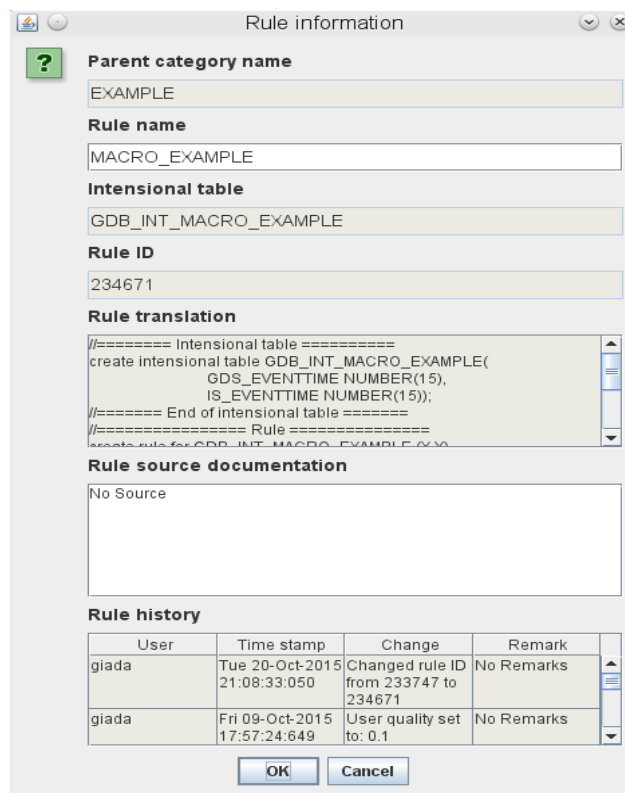 Rule information
?
Parent category name
EXAMPLE
Rule name
MACRO_EXAMPLE
Intensional table
GDB_INT_MACRO_EXAMPLE
Rule ID
234671
Rule translation
//======== Intensional table ==========
create intensional table GDB_INT_MACRO_EXAMPLE(
GDS_EVENTTIME NUMBER(15),
IS_EVENTTIME NUMBER(15));
//======= End of intensional table =======
//================ Rule ===============
create rule for GDB_INT_MACRO_EXAMPLE (X,Y)
Rule source documentation
No Source
Rule history
User Time stamp Change Remark
giada Tue 20-Oct-2015 Changed rule ID No Remarks
21:08:33:050 from 233747 to
234671
giada Fri 09-Oct-2015 User quality set No Remarks
17:57:24:649 to: 0.1
OK Cancel